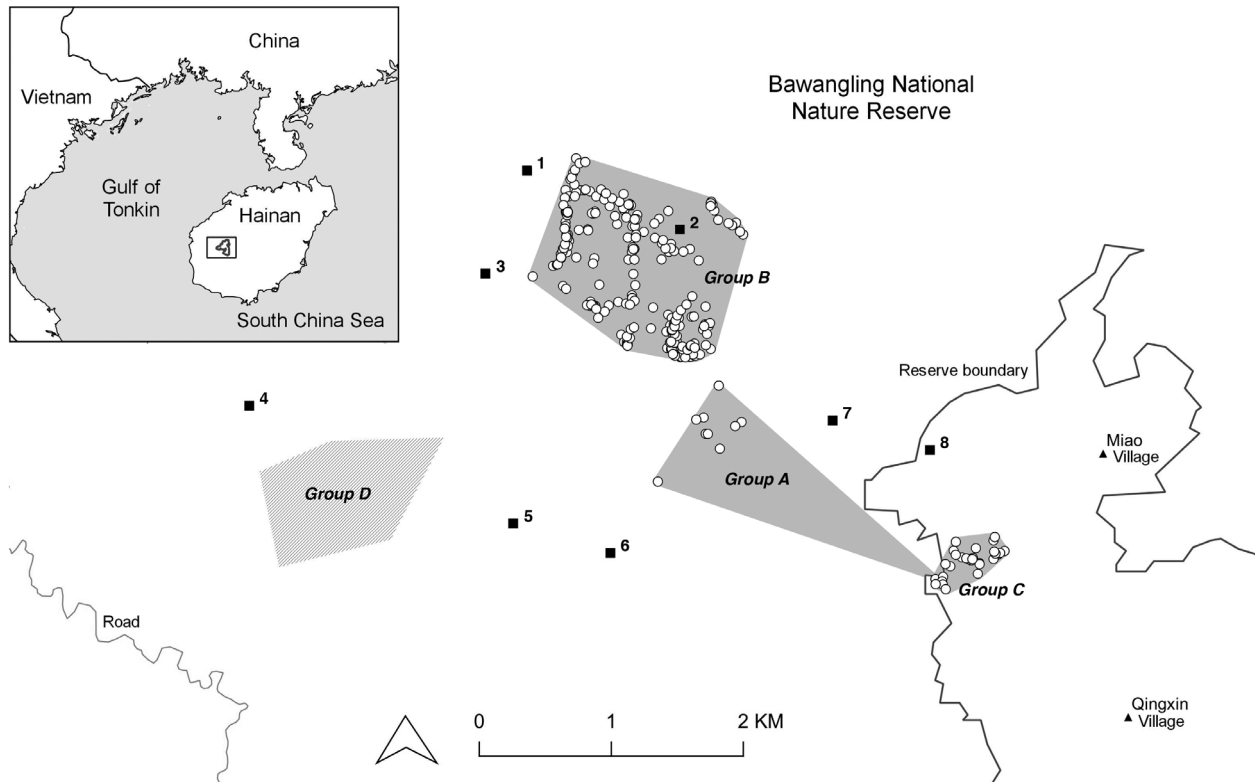 China
Vietnam
Gulf of
Tonkin
Hainan
South China Sea
Bawangling National
Nature Reserve
1
2
3
Group B
Reserve boundary
4
7
8
Miao
Village
Group A
Group D
5
6
Group C
Road
Qingxin
Village
0
1
2 KM